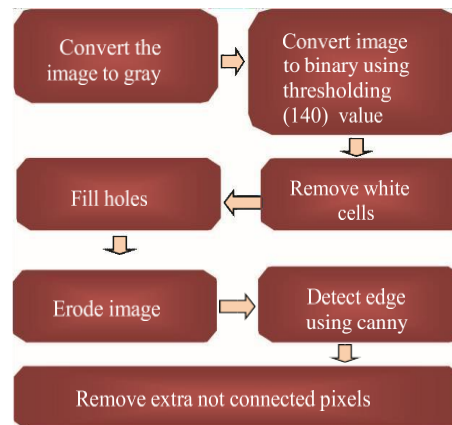 Convert the
image to gray
Convert image
to binary using
thresholding
(140) value
Remove white
cells
Fill holes
Erode image
Detect edge
using canny
Remove extra not connected pixels